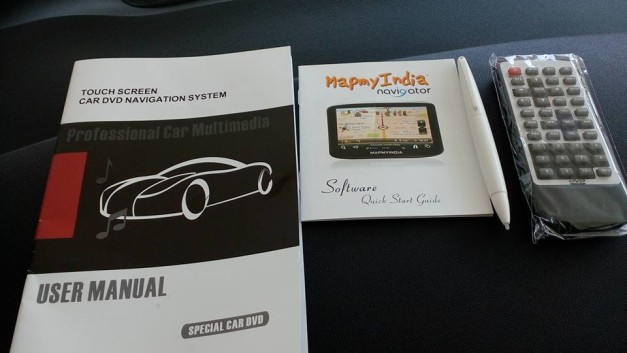 TOUCH SCREEN
CAR DVD NAVIGATION SYSTEM
Professional Car Multimedia
USER MANUAL
SPECIAL CAR DVD
MapmyIndia
navigator
MAPMYINDIA
Software
Quick Start Guide